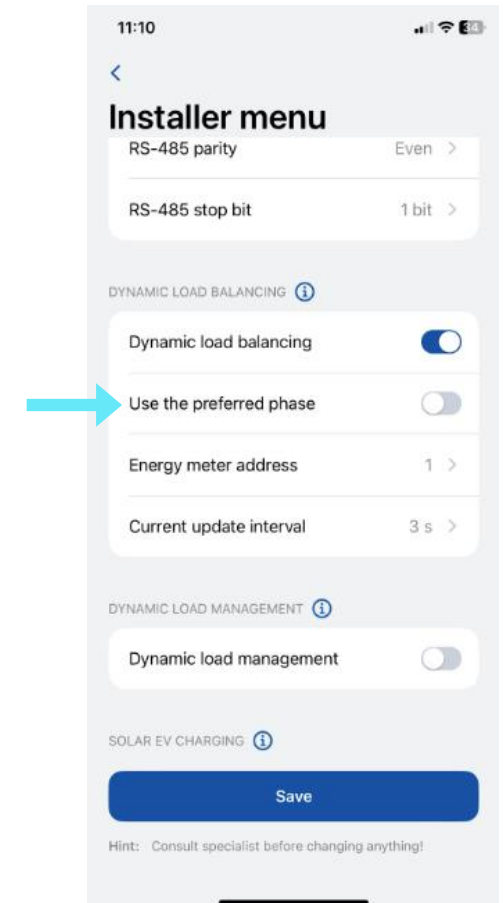 11:10
34
Installer menu
RS-485 parity Even
RS-485 stop bit 1 bit
DYNAMIC LOAD BALANCING
Dynamic load balancing
Use the preferred phase
Energy meter address 1
Current update interval 3 s
DYNAMIC LOAD MANAGEMENT
Dynamic load management
SOLAR EV CHARGING
Save
Hint: Consult specialist before changing anything!